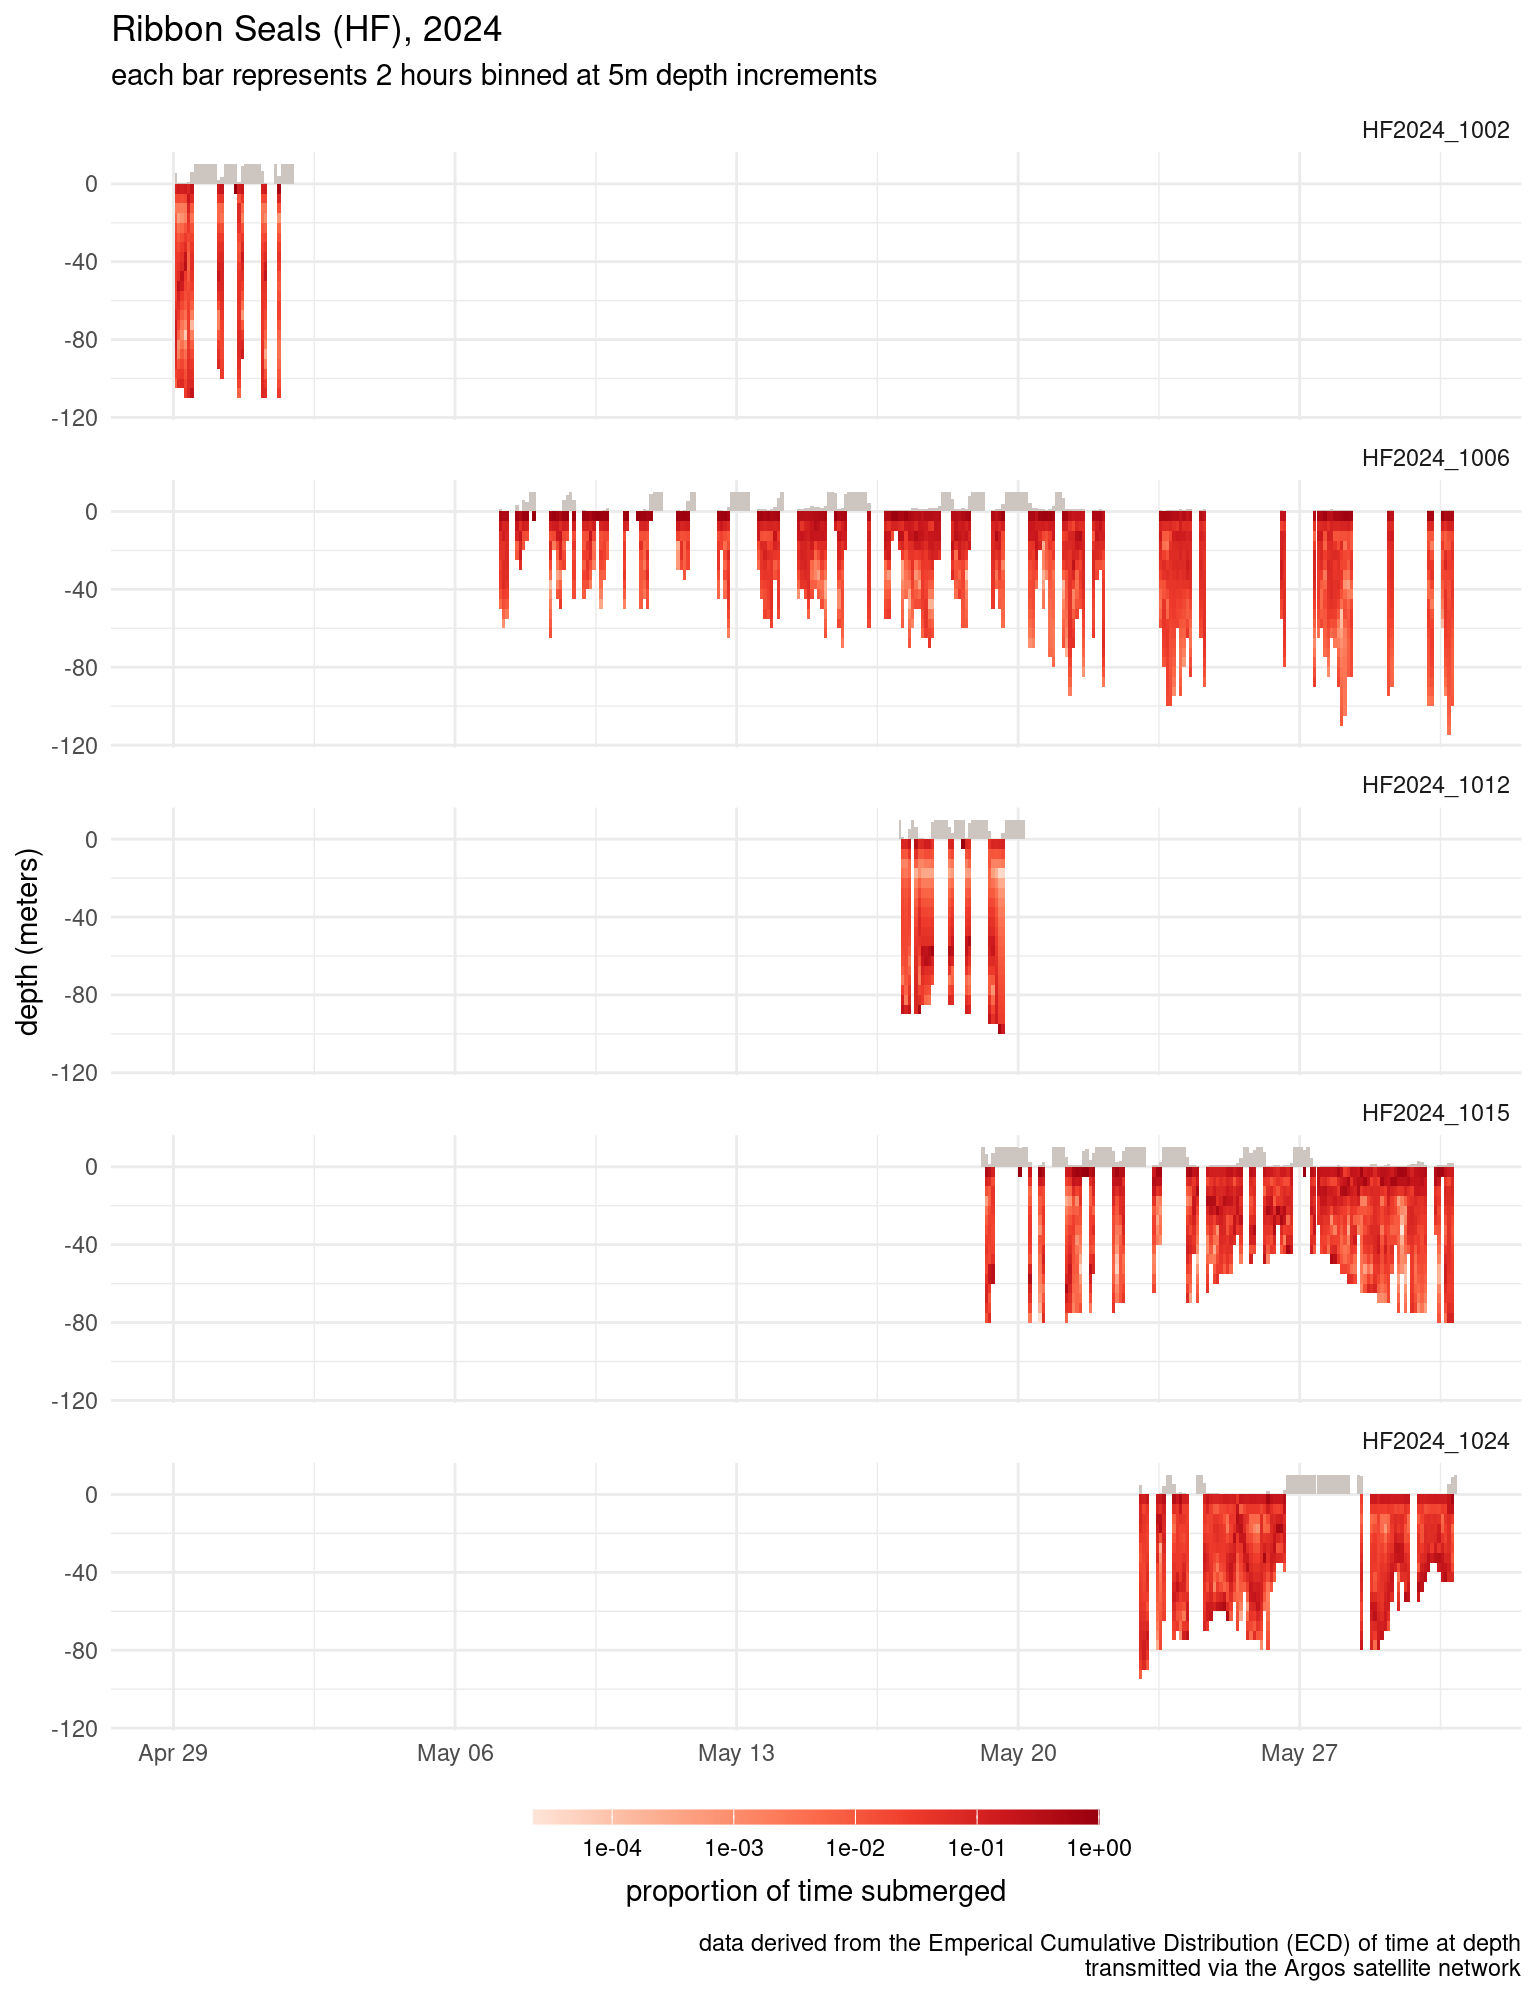 Ribbon Seals (HF), 2024
each bar represents 2 hours binned at 5m depth increments
HF2024_1002
0
-40
-80
-120
HF2024_1006
0
-40
-80
-120
HF2024_1012
0
-40
-80
-120
depth (meters)
HF2024_1015
0
-40
-80
-120
HF2024_1024
0
-40
-80
-120
Apr 29 May 06 May 13 May 20 May 27
1e-04 1e-03 1e-02 1e-01 1e+00
proportion of time submerged
data derived from the Emperical Cumulative Distribution (ECD) of time at depth
transmitted via the Argos satellite network